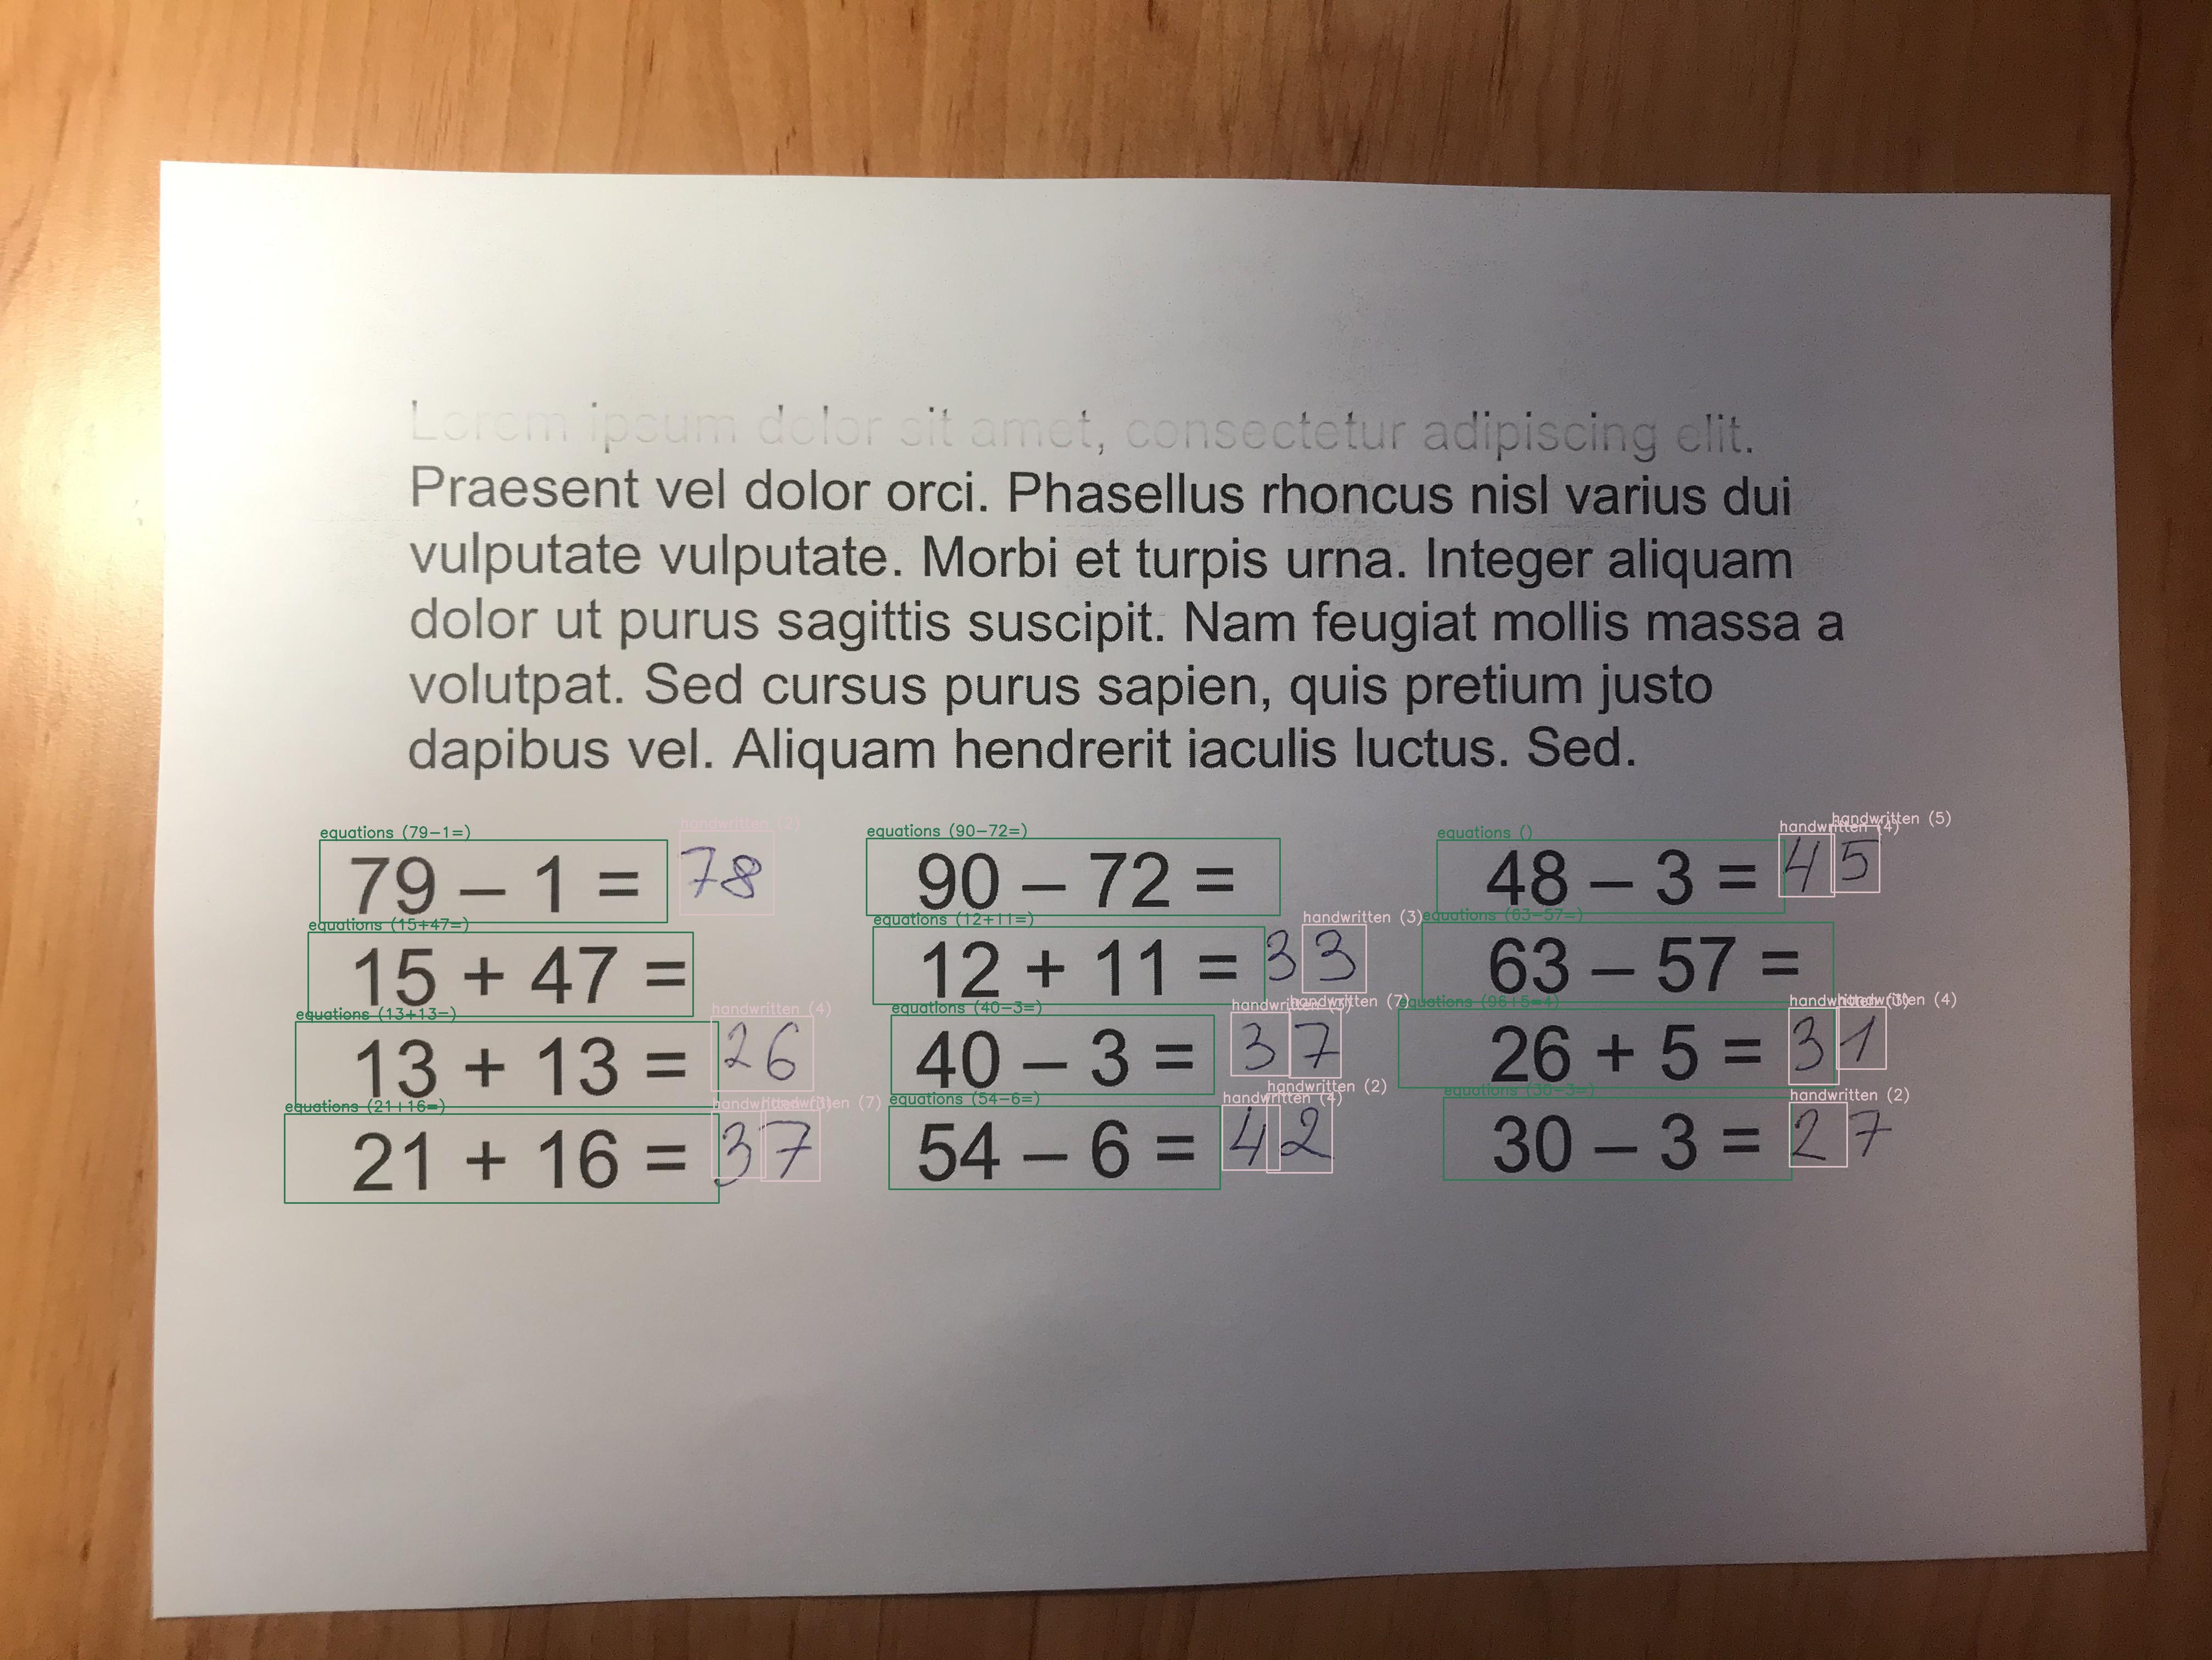 Lorem ipsum dolor sit amet, consectetur adipiscing elit.
Praesent vel dolor orci. Phasellus rhoncus nisl varius dui
vulputate vulputate. Morbi et turpis urna. Integer aliquam
dolor ut purus sagittis suscipit. Nam feugiat mollis massa a
volutpat. Sed cursus purus sapien, quis pretium justo
dapibus vel. Aliquam hendrerit iaculis luctus. Sed.
equations (79-1=) handwritten (2) equations (90-72=) equations () handwritten (4) handwritten (5)
79 – 1 = 78 90 – 72 = 48 – 3 = 45
equations (15+47=) equations (12+11=) handwritten (3) equations (63-57=)
15 + 47 = 12 + 11 = 33 63 – 57 =
equations (13+13-) handwritten (4) equations (40-3=) handwritten (7) equations (96+5=4) handwritten (4)
13 + 13 = 26 40 – 3 = 37 26 + 5 = 31
equations (21+16=) handwritten (7) equations (54-6=) handwritten (4) handwritten (2) equations (30-3=) handwritten (2)
21 + 16 = 37 54 – 6 = 42 30 – 3 = 27